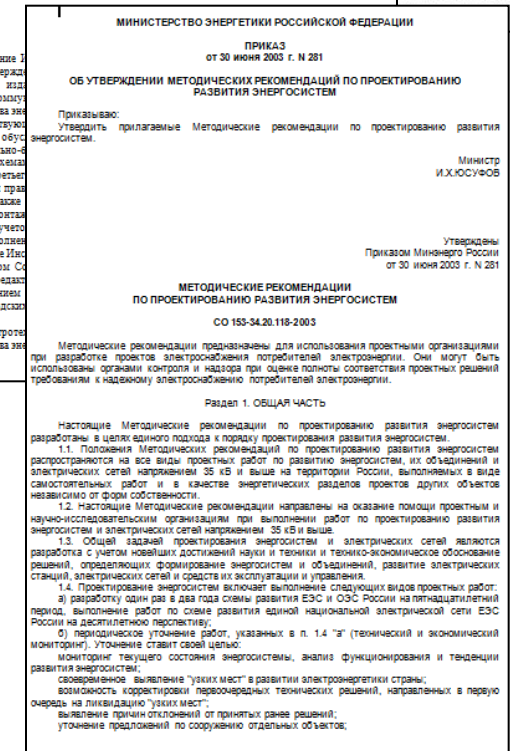 МИНИСТЕРСТВО ЭНЕРГЕТИКИ РОССИЙСКОЙ ФЕДЕРАЦИИ
ПРИКАЗ
от 30 июня 2003 г. N 281
ОБ УТВЕРЖДЕНИИ МЕТОДИЧЕСКИХ РЕКОМЕНДАЦИЙ ПО ПРОЕКТИРОВАНИЮ
РАЗВИТИЯ ЭНЕРГОСИСТЕМ
Приказываю:
Утвердить прилагаемые Методические рекомендации по проектированию развития
энергосистем.
Министр
И.Х.ЮСУФОВ
Утверждены
Приказом Минэнерго России
от 30 июня 2003 г. N 281
МЕТОДИЧЕСКИЕ РЕКОМЕНДАЦИИ
ПО ПРОЕКТИРОВАНИЮ РАЗВИТИЯ ЭНЕРГОСИСТЕМ
СО 153-34.20.118-2003
Методические рекомендации предназначены для использования проектными организациями
при разработке проектов электроснабжения потребителей электроэнергии. Они могут быть
использованы органами контроля и надзора при оценке полноты соответствия проектных решений
требованиям к надежному электроснабжению потребителей электроэнергии.
Раздел 1. ОБЩАЯ ЧАСТЬ
Настоящие Методические рекомендации по проектированию развития энергосистем
разработаны в целях единого подхода к порядку проектирования развития энергосистем.
1.1. Положения Методических рекомендаций по проектированию развития энергосистем
распространяются на все виды проектных работ по развитию энергосистем, их объединений и
электрических сетей напряжением 35 кВ и выше на территории России, выполняемых в виде
самостоятельных работ и в качестве энергетических разделов проектов других объектов
независимо от форм собственности.
1.2. Настоящие Методические рекомендации направлены на оказание помощи проектным и
научно-исследовательским организациям при выполнении работ по проектированию развития
энергосистем и электрических сетей напряжением 35 кВ и выше.
1.3. Общей задачей проектирования энергосистем и электрических сетей являются
разработка с учетом новейших достижений науки и техники и технико-экономическое обоснование
решений, определяющих формирование энергосистем и объединений, развитие электрических
станций, электрических сетей и средств их эксплуатации и управления.
1.4. Проектирование энергосистем включает выполнение следующих видов проектных работ:
а) разработку один раз в два года схемы развития ЕЭС и ОЭС России на пятнадцатилетний
период, выполнение работ по схеме развития единой национальной электрической сети ЕЭС
России на десятилетнюю перспективу;
б) периодическое уточнение работ, указанных в п. 1.4 "а" (технический и экономический
мониторинг). Уточнение ставит своей целью:
мониторинг текущего состояния энергосистемы, анализ функционирования и тенденции
развития энергосистем;
своевременное выявление "узких мест" в развитии электроэнергетики страны;
возможность корректировки первоочередных технических решений, направленных в первую
очередь на ликвидацию "узких мест";
выявление причин отклонений от принятых ранее решений;
уточнение предложений по сооружению отдельных объектов;